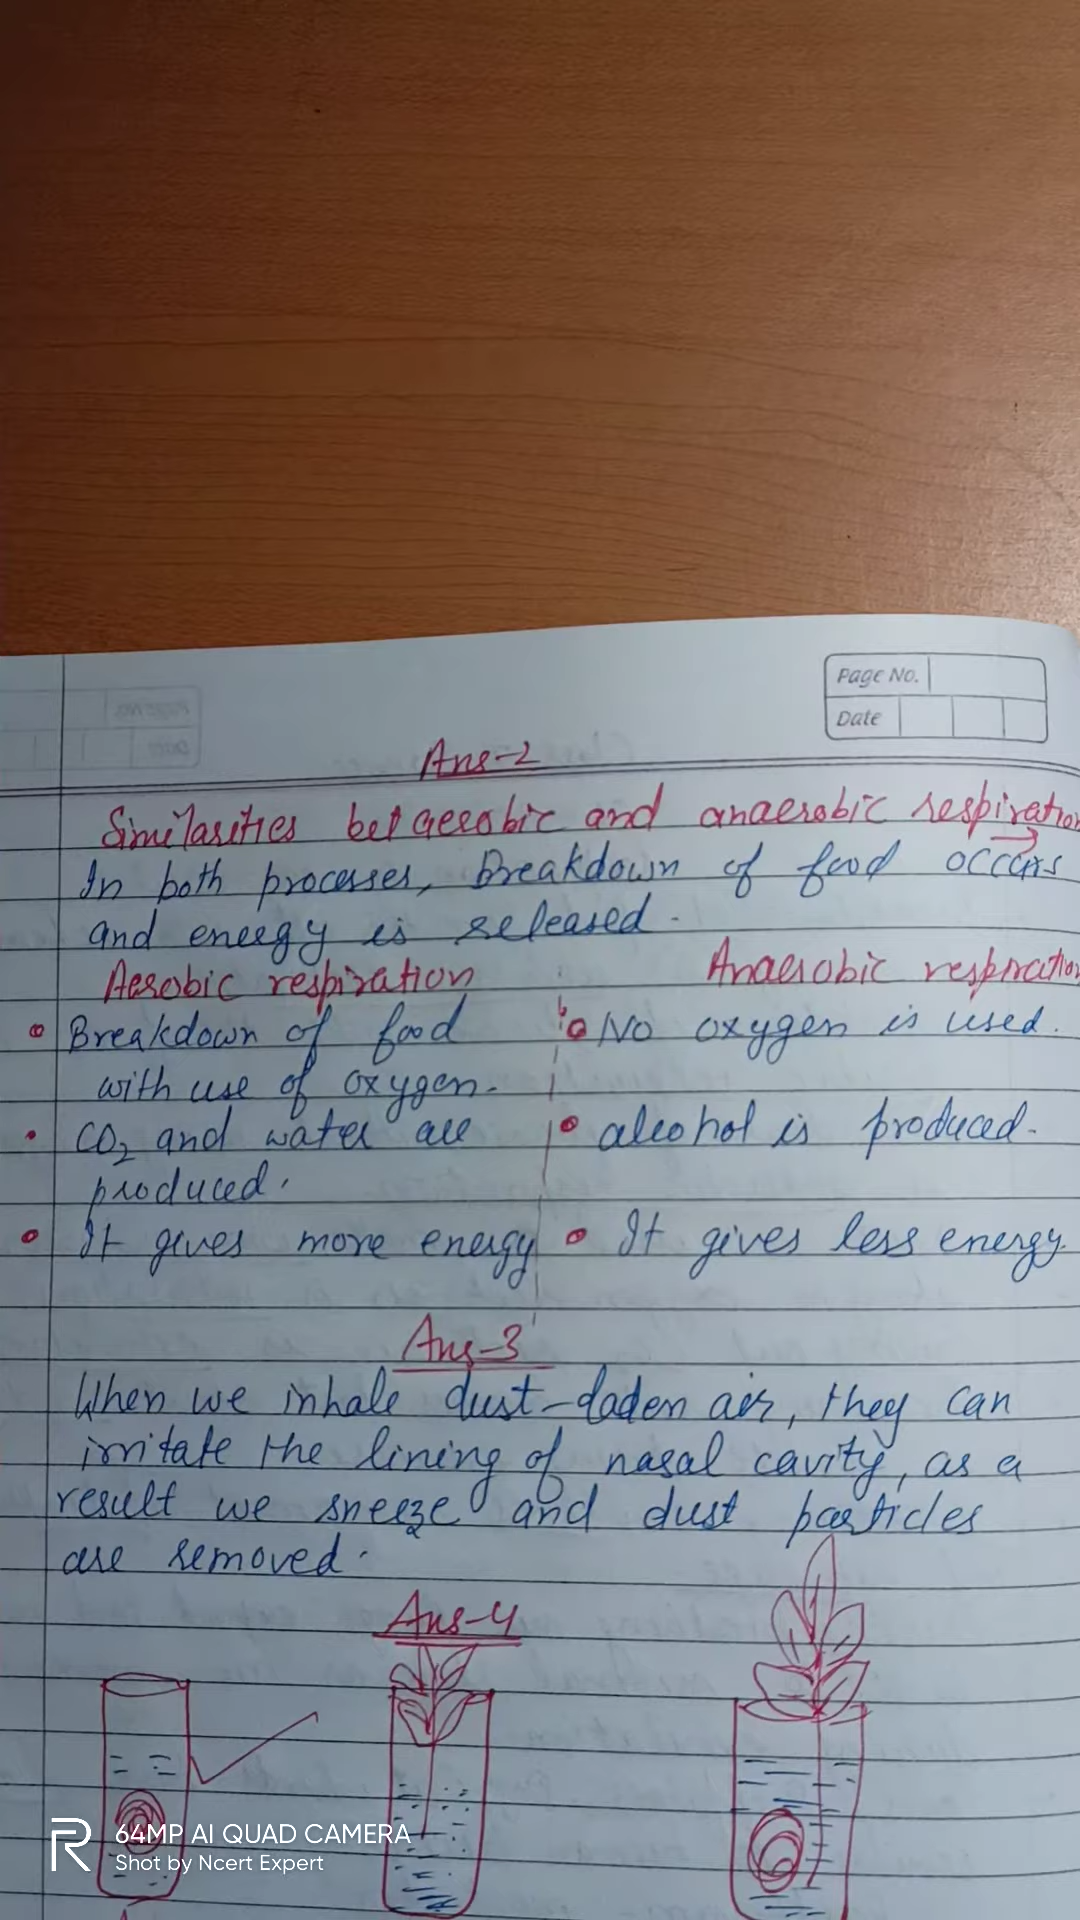 Page No.
Date
Ans-2
Similarities bet aerobic and anaerobic respiration
In both processes, Breakdown of food occurs
and energy is released.
Aerobic respiration Anaerobic respiration
Breakdown of food No oxygen is used.
with use of oxygen.
CO₂ and water are alcohol is produced.
produced.
It gives more energy It gives less energy.
Ans-3
When we inhale dust-laden air, they can
irritate the lining of nasal cavity, as a
result we sneeze and dust particles
are removed.
Ans-4
64MP AI QUAD CAMERA
Shot by Ncert Expert